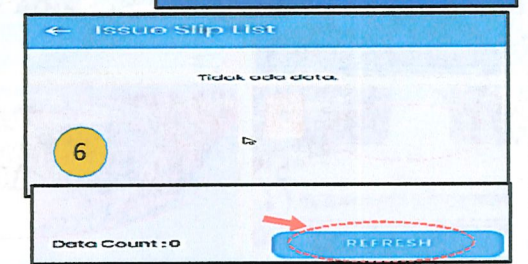 ← Issue Slip List
Tidak ada data.
6
Data Count : 0
REFRESH